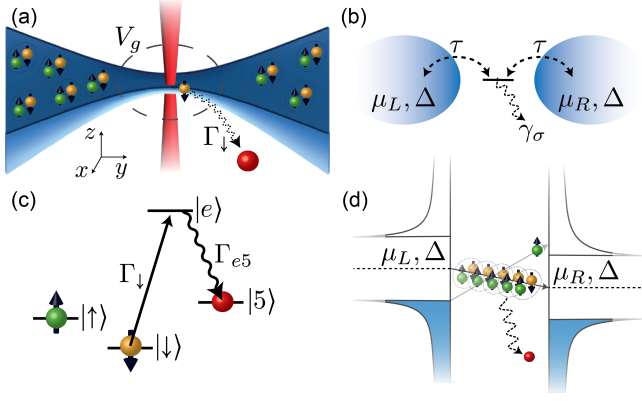 (a)
V_g
Γ↓
z
x
y
(b)
τ
τ
μ_L, Δ
μ_R, Δ
γ_σ
(c)
|e⟩
Γ↓
Γ_e5
|↑⟩
|↓⟩
|5⟩
(d)
μ_L, Δ
μ_R, Δ